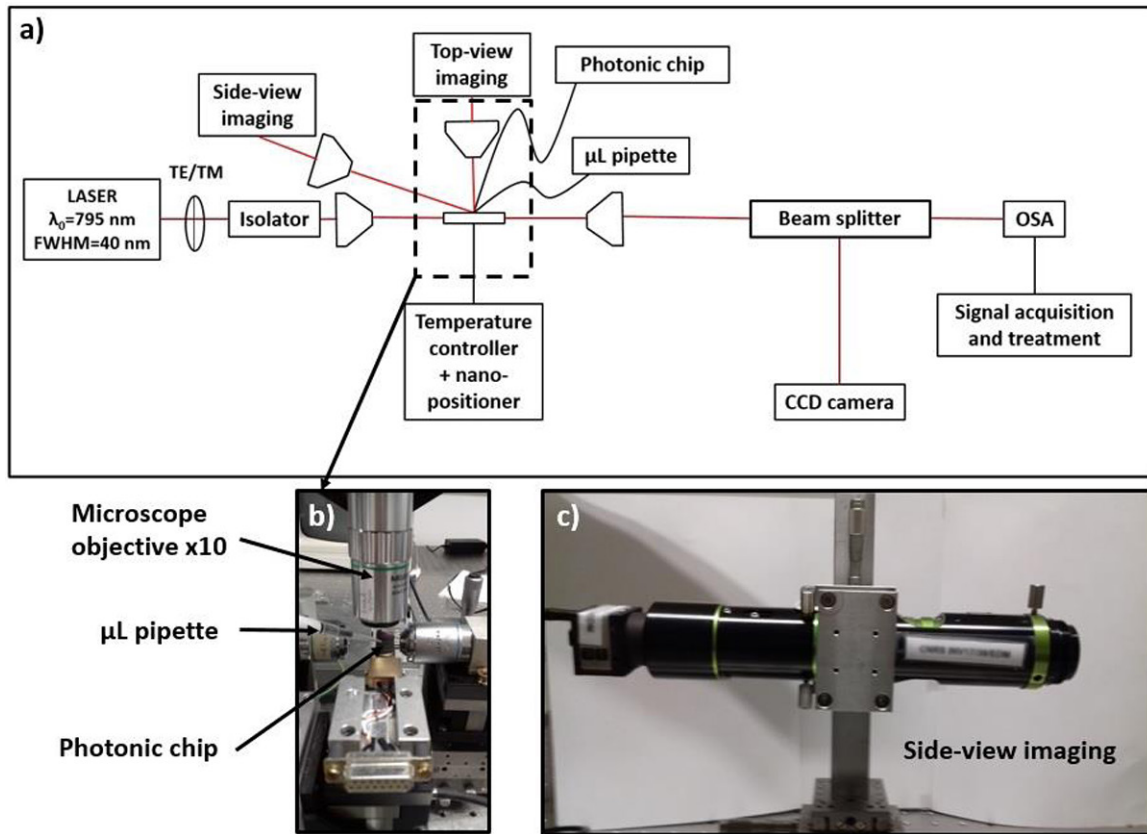 a)
Top-view
imaging
Photonic chip
Side-view
imaging
µL pipette
TE/TM
LASER
λ₀=795 nm
FWHM=40 nm
Isolator
Beam splitter
OSA
Temperature
controller
+ nano-
positioner
Signal acquisition
and treatment
CCD camera
b)
c)
Microscope
objective x10
µL pipette
Photonic chip
Side-view imaging